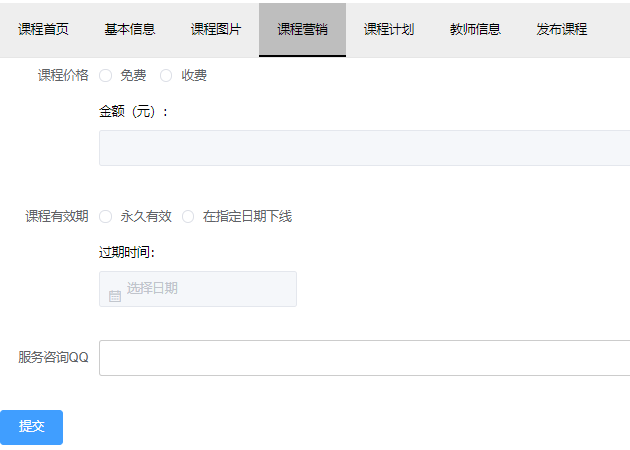 课程首页 基本信息 课程图片 课程营销 课程计划 教师信息 发布课程
课程价格 免费 收费
金额（元）:
课程有效期 永久有效 在指定日期下线
过期时间:
选择日期
服务咨询QQ
提交